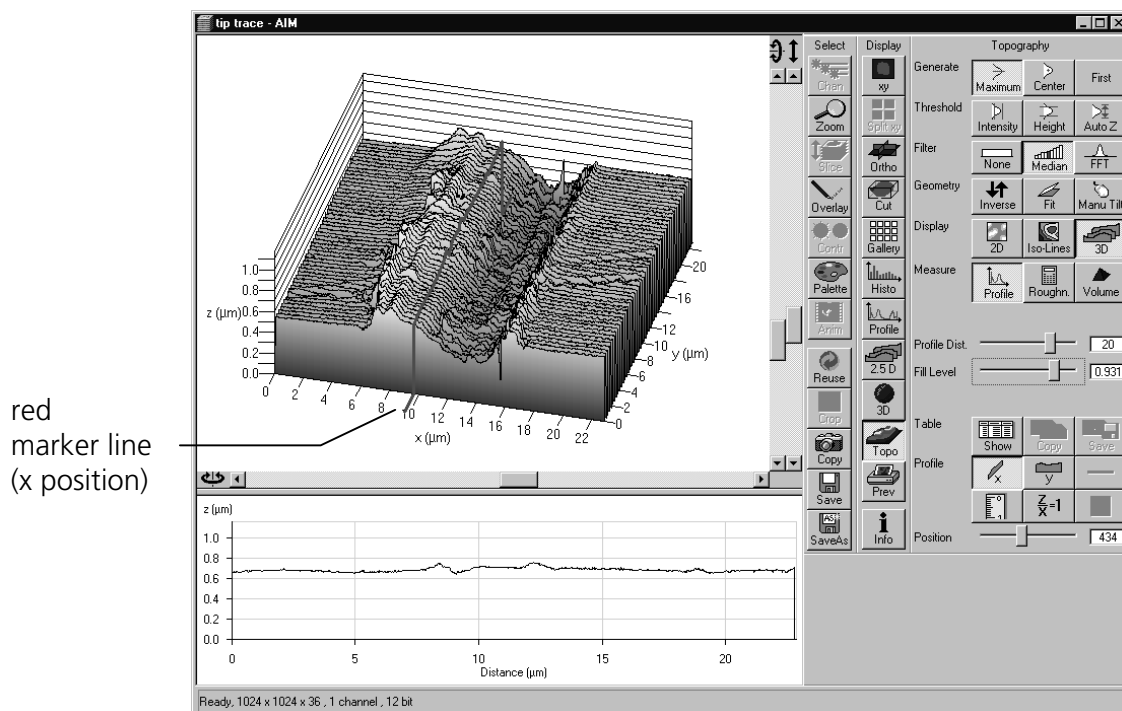 tip trace - AIM
red
marker line
(x position)
z (µm)
1.0
0.8
0.6
0.4
0.2
0.0
0 2 4 6 8 10 12 14 16 18 20 22
x (µm)
0
2
4
6
8
10
12
16
20
y (µm)
z (µm)
1.0
0.8
0.6
0.4
0.2
0.0
0 5 10 15 20
Distance (µm)
Select
Chan
Zoom
Slice
Overlay
Contr
Palette
Anim
Reuse
Crop
Copy
Save
AS
SaveAs
Display
xy
Split xy
Ortho
Cut
Gallery
Histo
Profile
2.5 D
3D
Topo
Prev
i
Info
Topography
Generate Maximum Center First
Threshold Intensity Height Auto Z
Filter None Median FFT
Geometry Inverse Fit Manu Tilt
Display 2D Iso-Lines 3D
Measure Profile Roughn. Volume
Profile Dist. 20
Fill Level 0.931
Table Show Copy Save
Profile x y
Z/X=1
Position 434
Ready, 1024 x 1024 x 36 , 1 channel , 12 bit